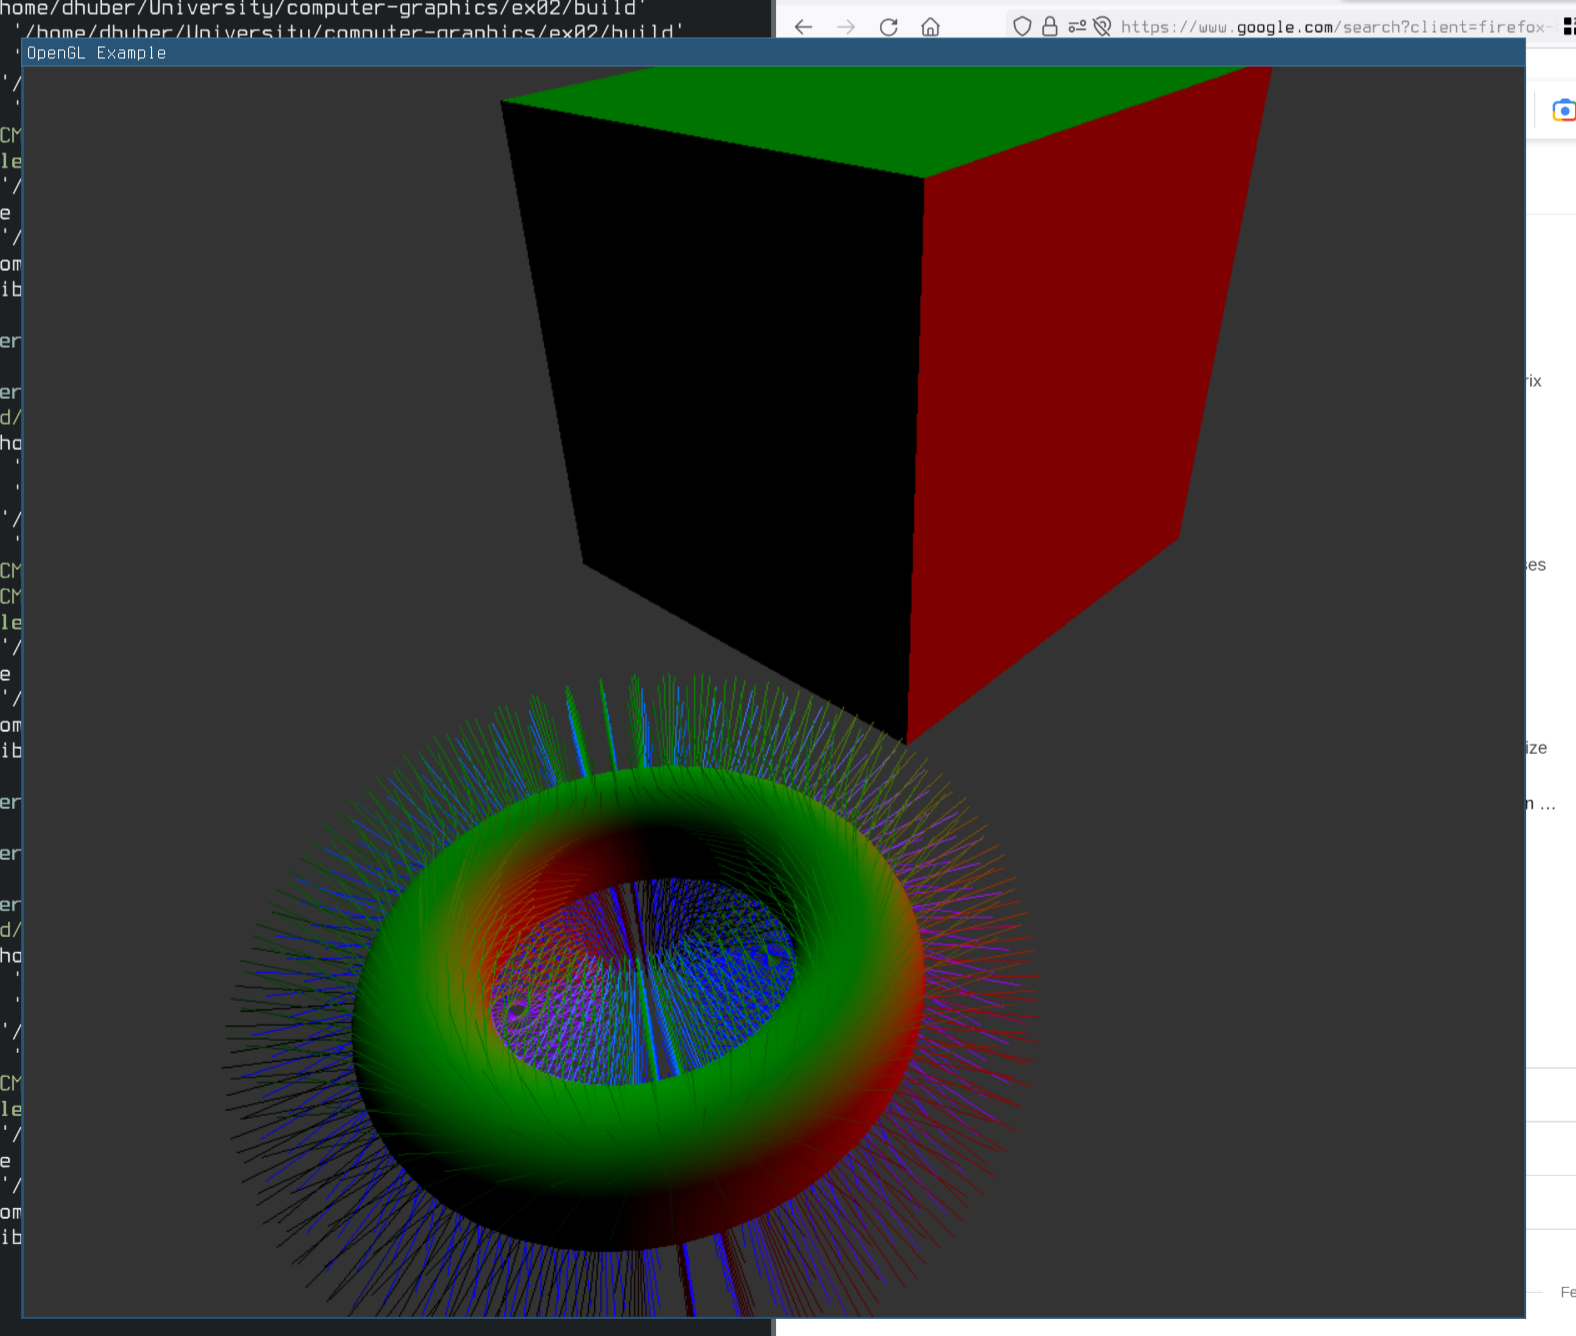 home/dhuber/University/computer-graphics/ex02/build'
'/home/dhuber/University/computer-graphics/ex02/build'
https://www.google.com/search?client=firefox-
OpenGL Example
'/
'
CM
le
'/
e
'/
om
ib
er
er
d/
ho
'
'
'/
'
CM
CM
le
'/
e
'/
om
ib
er
er
er
d/
ho
'
'
'/
'
CM
le
'/
e
'/
om
ib
rix
ses
ize
n ...
Fe